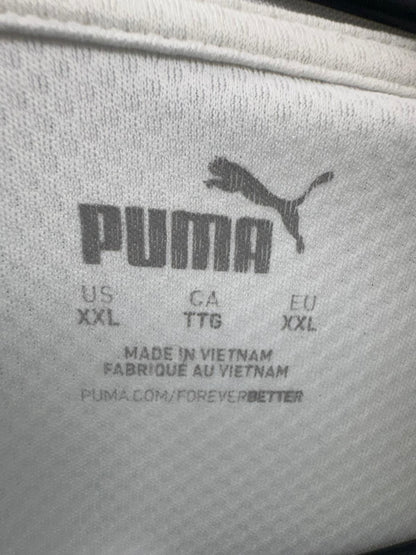 PUMA
US CA EU
XXL TTG XXL
MADE IN VIETNAM
FABRIQUÉ AU VIETNAM
PUMA.COM/FOREVERBETTER